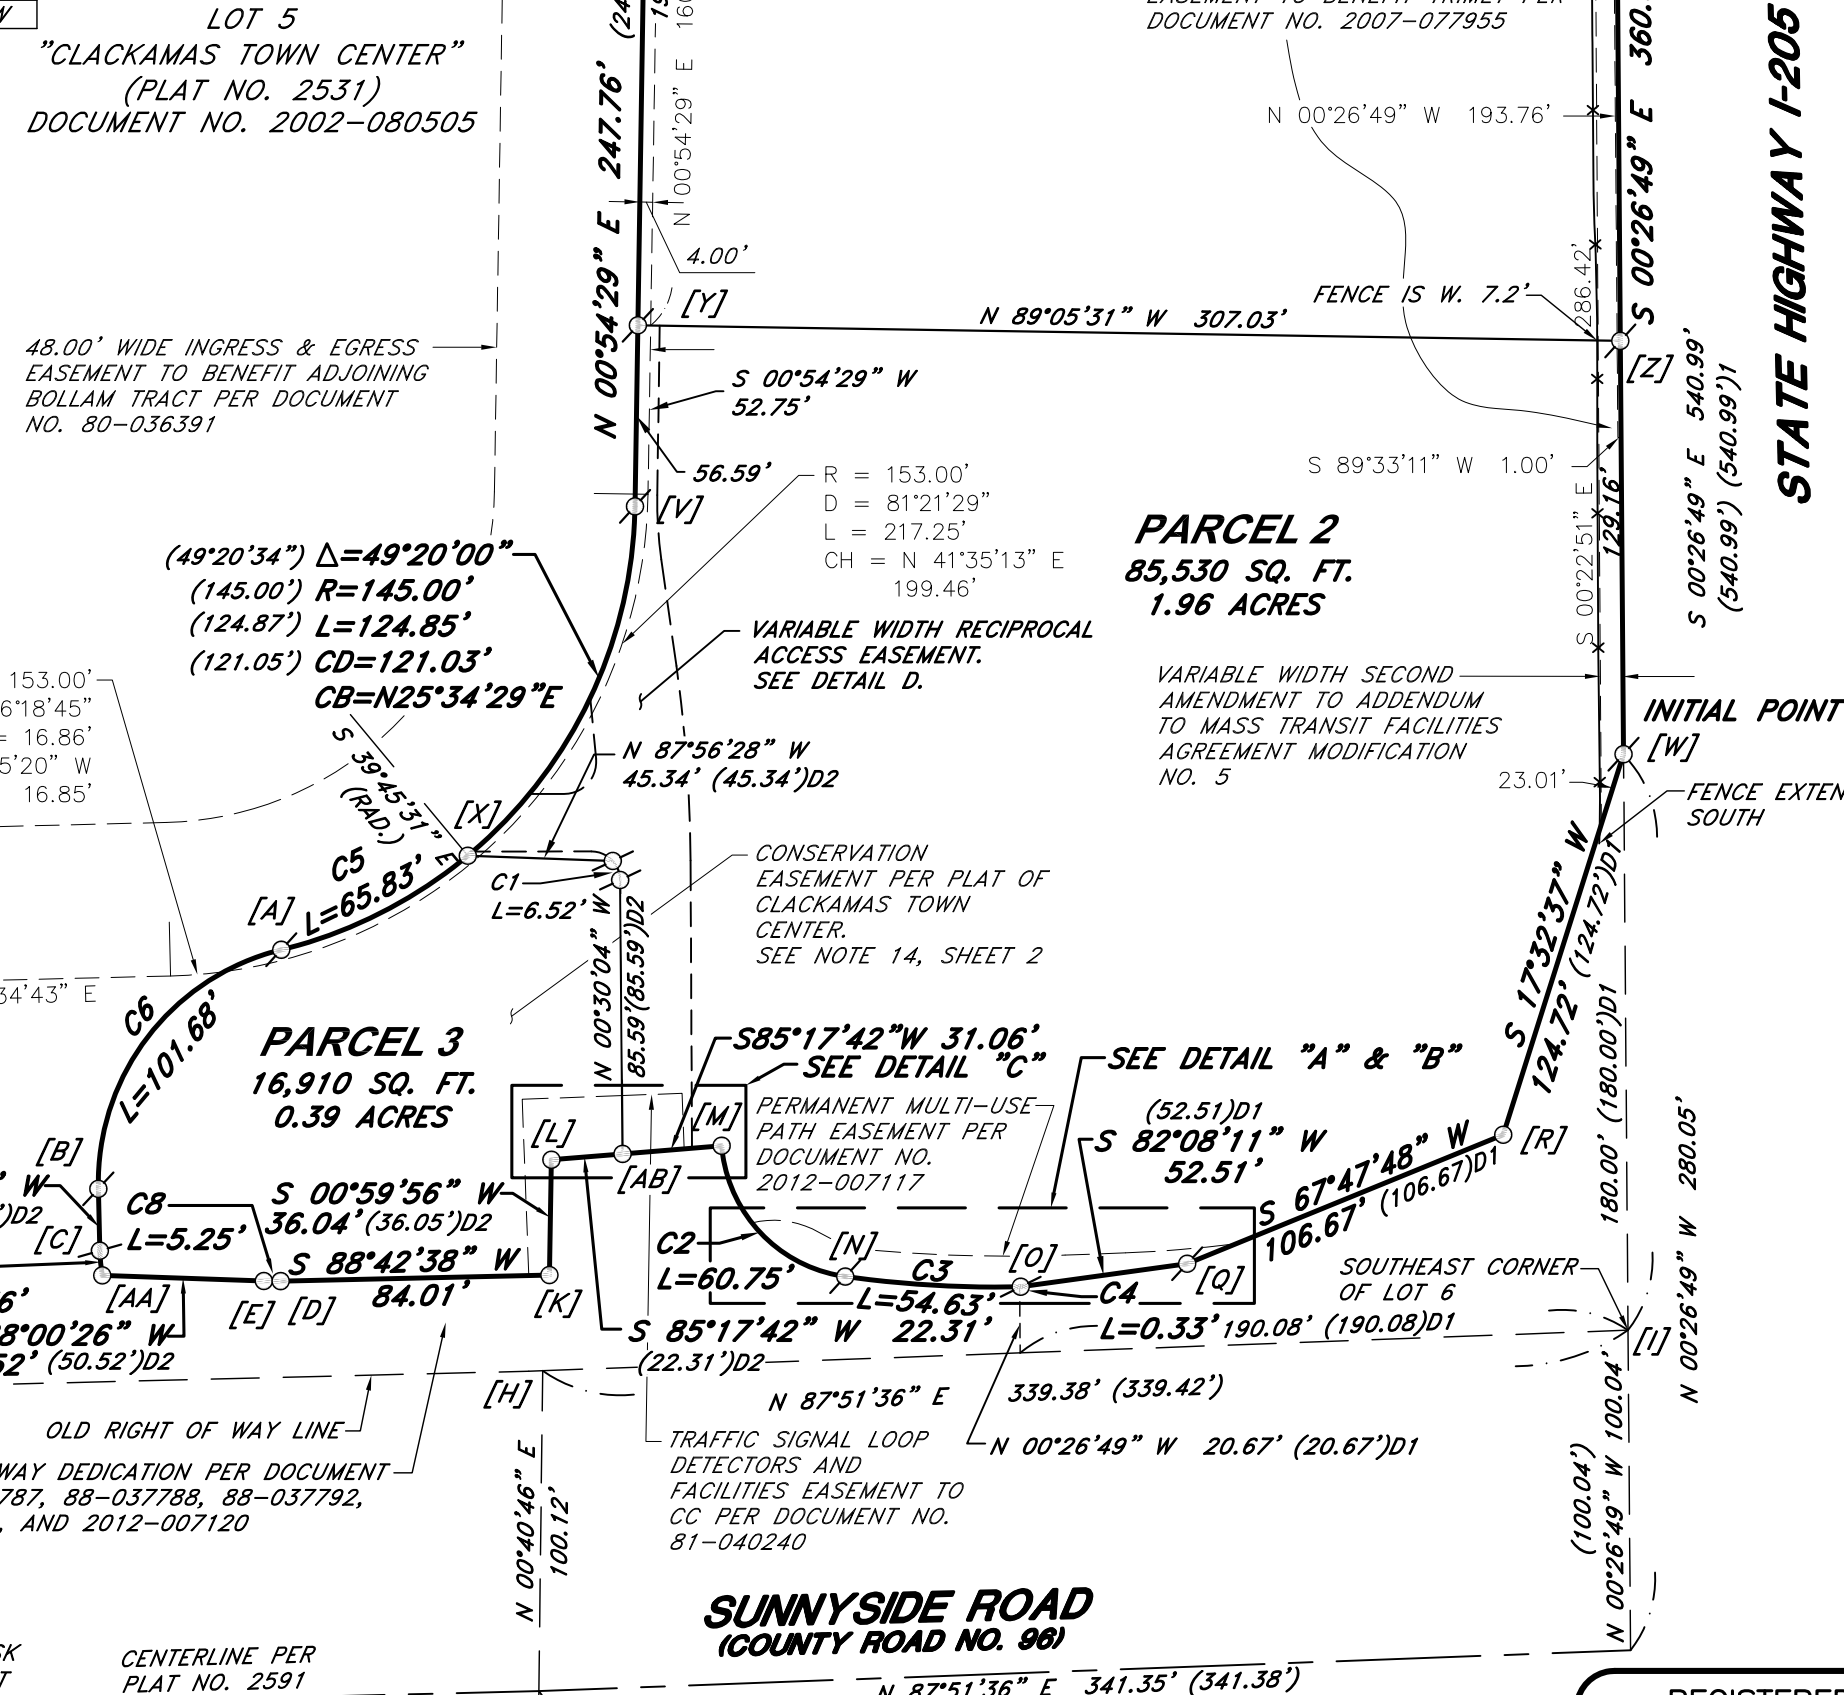 LOT 5
"CLACKAMAS TOWN CENTER"
(PLAT NO. 2531)
DOCUMENT NO. 2002-080505
N 00°54'29" E 247.76'
N 00°54'29" E 160
DOCUMENT NO. 2007-077955
N 00°26'49" W 193.76'
S 00°26'49" E 360.
STATE HIGHWAY I-205
4.00'
[Y]
N 89°05'31" W 307.03'
FENCE IS W. 7.2'
286.42'
[Z]
48.00' WIDE INGRESS & EGRESS
EASEMENT TO BENEFIT ADJOINING
BOLLAM TRACT PER DOCUMENT
NO. 80-036391
S 00°54'29" W
52.75'
56.59'
[V]
R = 153.00'
D = 81°21'29"
L = 217.25'
CH = N 41°35'13" E
199.46'
S 89°33'11" W 1.00'
S 00°22'51" E
129.16'
S 00°26'49" E 540.99'
(540.99') (540.99')1
PARCEL 2
85,530 SQ. FT.
1.96 ACRES
(49°20'34") Δ=49°20'00"
(145.00') R=145.00'
(124.87') L=124.85'
(121.05') CD=121.03'
CB=N25°34'29"E
VARIABLE WIDTH RECIPROCAL
ACCESS EASEMENT.
SEE DETAIL D.
VARIABLE WIDTH SECOND
AMENDMENT TO ADDENDUM
TO MASS TRANSIT FACILITIES
AGREEMENT MODIFICATION
NO. 5
INITIAL POINT
[W]
23.01'
FENCE EXTEN
SOUTH
153.00'
6°18'45"
= 16.86'
5'20" W
16.85'
S 39°45'31" E
(RAD.)
[X]
N 87°56'28" W
45.34' (45.34')D2
C5
L=65.83'
[A]
C1
L=6.52'
N 00°30'04" W
85.59'(85.59')D2
CONSERVATION
EASEMENT PER PLAT OF
CLACKAMAS TOWN
CENTER.
SEE NOTE 14, SHEET 2
S 17°32'37" W
124.72' (124.72')D1
34'43" E
C6
L=101.68'
PARCEL 3
16,910 SQ. FT.
0.39 ACRES
S85°17'42"W 31.06'
SEE DETAIL "C"
SEE DETAIL "A" & "B"
PERMANENT MULTI-USE
PATH EASEMENT PER
DOCUMENT NO.
2012-007117
(52.51)D1
S 82°08'11" W
52.51'
[L]
[M]
[AB]
[R]
180.00' (180.00')D1
N 00°26'49" W 280.05'
[B]
' W
')D2
[C]
C8
L=5.25'
S 00°59'56" W
36.04' (36.05')D2
S 88°42'38" W
84.01'
[AA]
[E]
[D]
[K]
C2
L=60.75'
[N]
C3
L=54.63'
[O]
C4
L=0.33'
[Q]
S 67°47'48" W
106.67' (106.67)D1
SOUTHEAST CORNER
OF LOT 6
6'
8°00'26" W
52' (50.52')D2
S 85°17'42" W 22.31'
(22.31')D2
190.08' (190.08)D1
[I]
[H]
N 87°51'36" E 339.38' (339.42')
N 00°26'49" W 20.67' (20.67')D1
OLD RIGHT OF WAY LINE
WAY DEDICATION PER DOCUMENT
787, 88-037788, 88-037792,
, AND 2012-007120
TRAFFIC SIGNAL LOOP
DETECTORS AND
FACILITIES EASEMENT TO
CC PER DOCUMENT NO.
81-040240
N 00°40'46" E
100.12'
(100.04')
N 00°26'49" W 100.04'
SUNNYSIDE ROAD
(COUNTY ROAD NO. 96)
CENTERLINE PER
PLAT NO. 2591
N 87°51'36" E 341.35' (341.38')